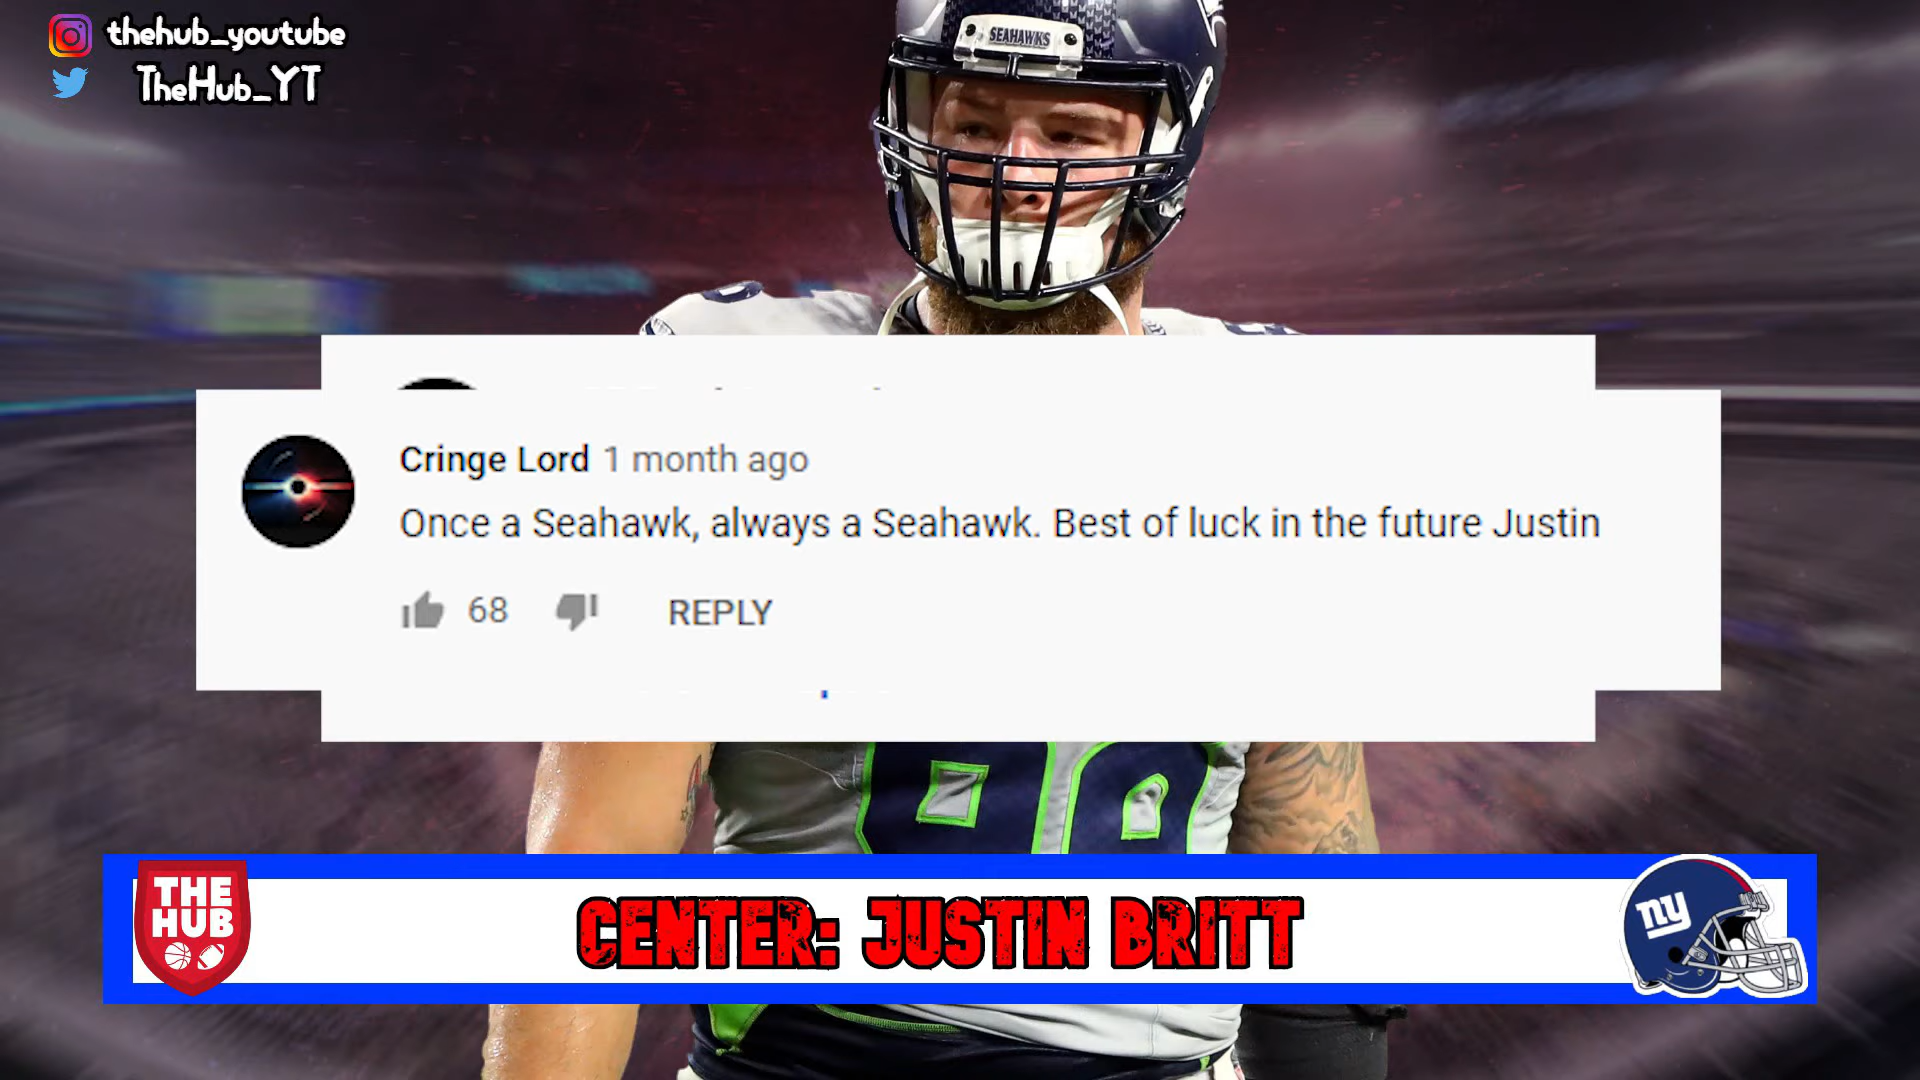 thehub_youtube
TheHub_YT
SEAHAWKS
Cringe Lord 1 month ago
Once a Seahawk, always a Seahawk. Best of luck in the future Justin
68 REPLY
THE
HUB
CENTER: JUSTIN BRITT
ny